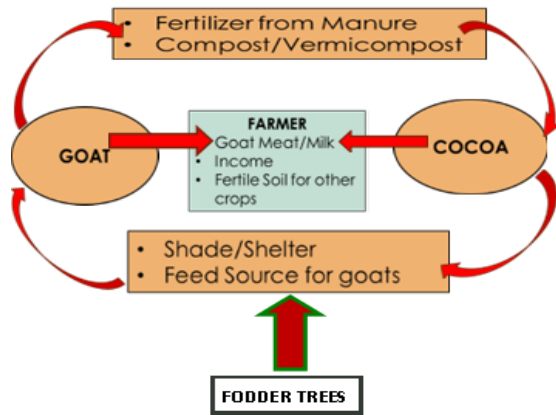 • Fertilizer from Manure
• Compost/Vermicompost
FARMER
• Goat Meat/Milk
• Income
• Fertile Soil for other
crops
GOAT
COCOA
• Shade/Shelter
• Feed Source for goats
FODDER TREES